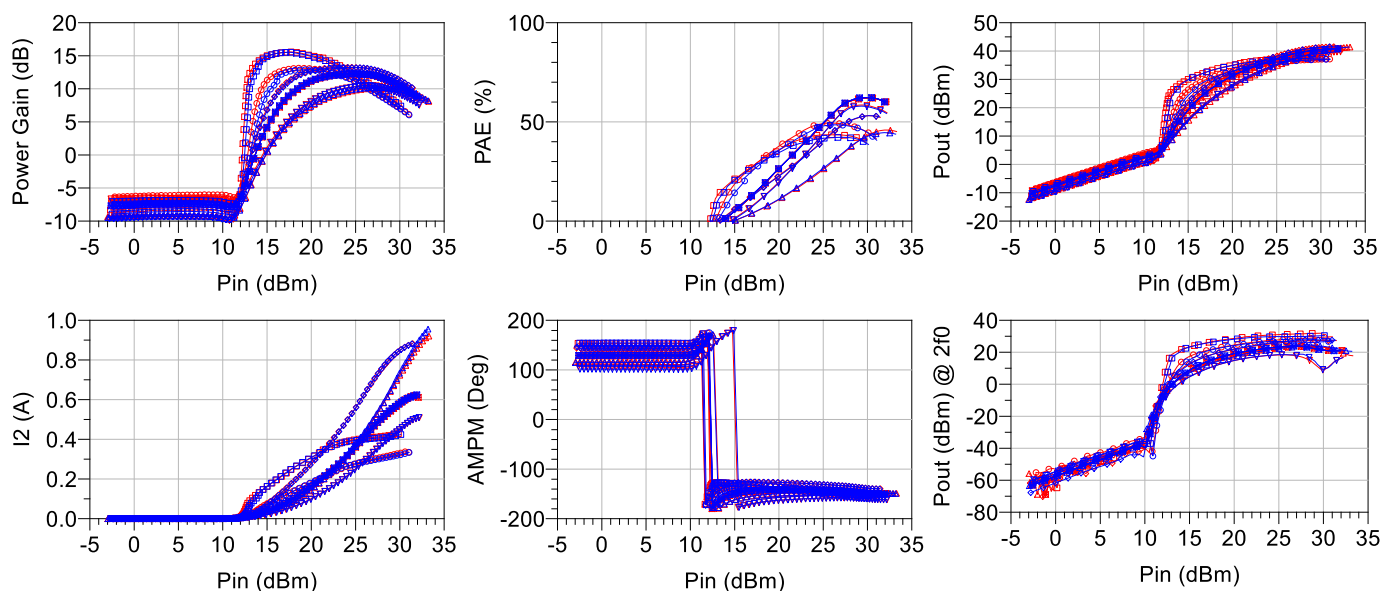 Power Gain (dB)
20
15
10
5
0
-5
-10
-5 0 5 10 15 20 25 30 35
Pin (dBm)
PAE (%)
100
50
0
-5 0 5 10 15 20 25 30 35
Pin (dBm)
Pout (dBm)
50
40
30
20
10
0
-10
-20
-5 0 5 10 15 20 25 30 35
Pin (dBm)
I2 (A)
1.0
0.8
0.6
0.4
0.2
0.0
-5 0 5 10 15 20 25 30 35
Pin (dBm)
AMPM (Deg)
200
100
0
-100
-200
-5 0 5 10 15 20 25 30 35
Pin (dBm)
Pout (dBm) @ 2f0
40
20
0
-20
-40
-60
-80
-5 0 5 10 15 20 25 30 35
Pin (dBm)